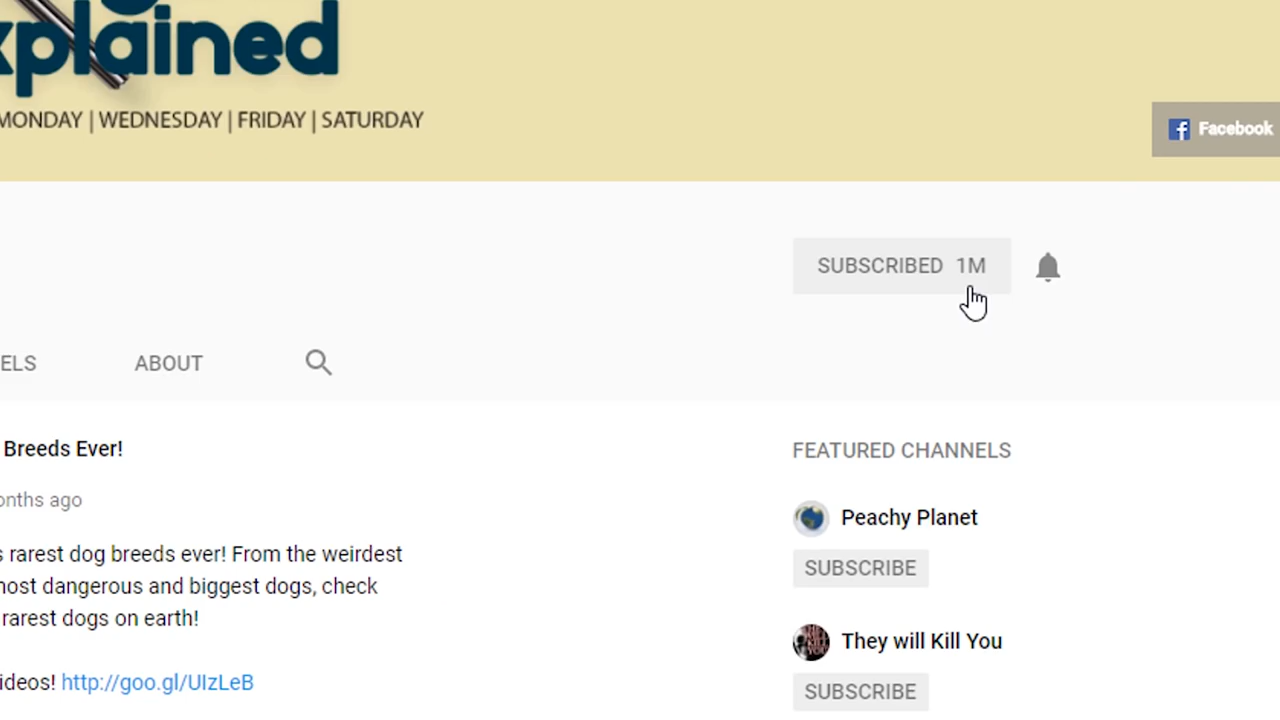 xplained
MONDAY | WEDNESDAY | FRIDAY | SATURDAY
Facebook
SUBSCRIBED 1M
ELS ABOUT
Breeds Ever!
onths ago
s rarest dog breeds ever! From the weirdest
most dangerous and biggest dogs, check
rarest dogs on earth!
ideos! http://goo.gl/UIzLeB
FEATURED CHANNELS
Peachy Planet
SUBSCRIBE
They will Kill You
SUBSCRIBE